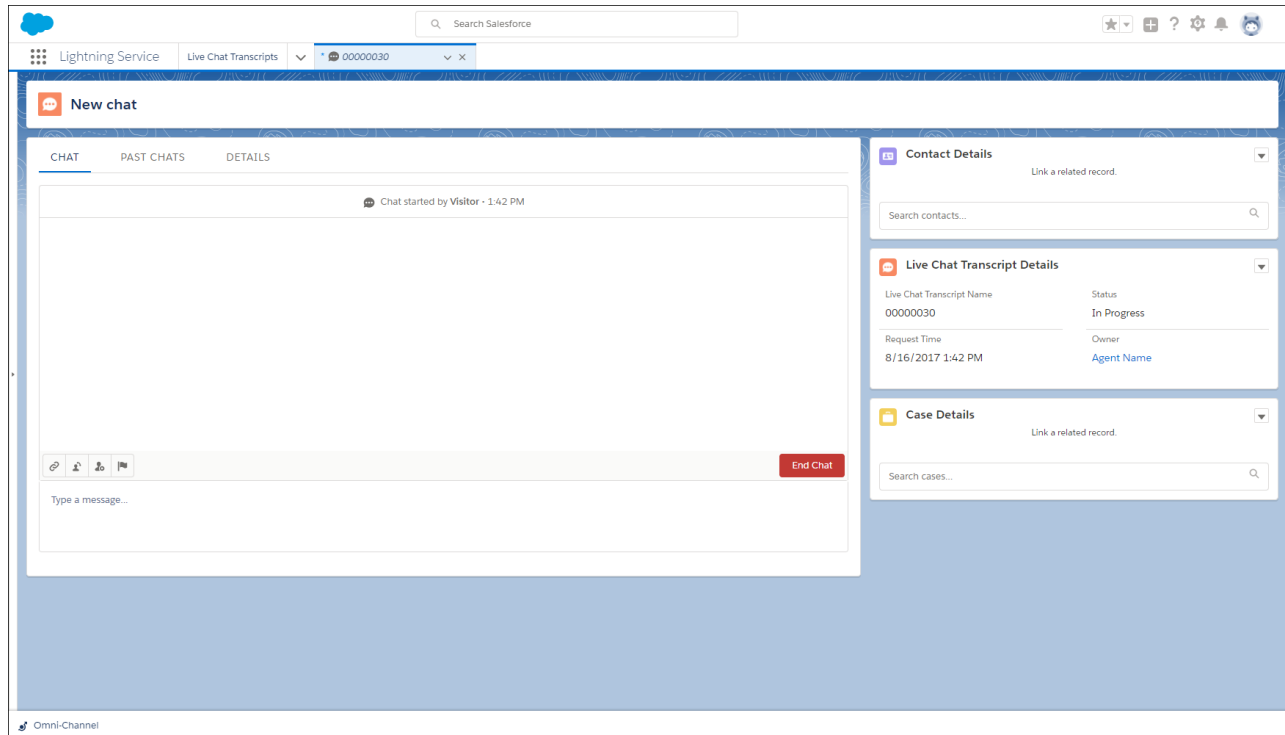 Search Salesforce
Lightning Service
Live Chat Transcripts
* 00000030
New chat
CHAT PAST CHATS DETAILS
Chat started by Visitor • 1:42 PM
End Chat
Type a message...
Contact Details
Link a related record.
Search contacts...
Live Chat Transcript Details
Live Chat Transcript Name Status
00000030 In Progress
Request Time Owner
8/16/2017 1:42 PM Agent Name
Case Details
Link a related record.
Search cases...
Omni-Channel